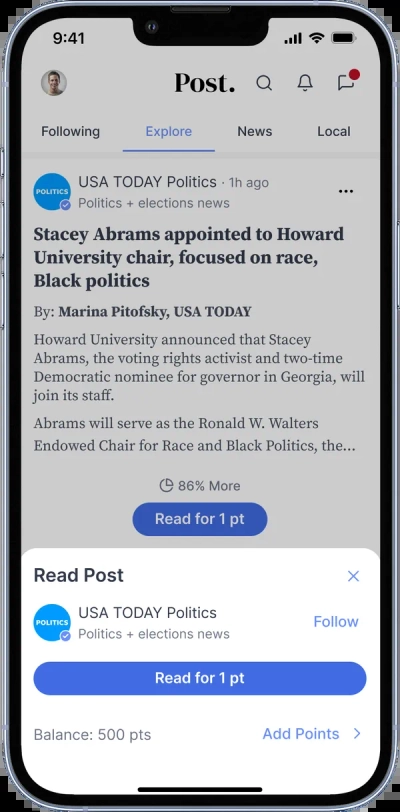 9:41
Post.
Following Explore News Local
POLITICS
USA TODAY Politics · 1h ago
Politics + elections news
Stacey Abrams appointed to Howard
University chair, focused on race,
Black politics
By: Marina Pitofsky, USA TODAY
Howard University announced that Stacey
Abrams, the voting rights activist and two-time
Democratic nominee for governor in Georgia, will
join its staff.
Abrams will serve as the Ronald W. Walters
Endowed Chair for Race and Black Politics, the...
86% More
Read for 1 pt
Read Post
POLITICS
USA TODAY Politics
Politics + elections news
Follow
Read for 1 pt
Balance: 500 pts
Add Points